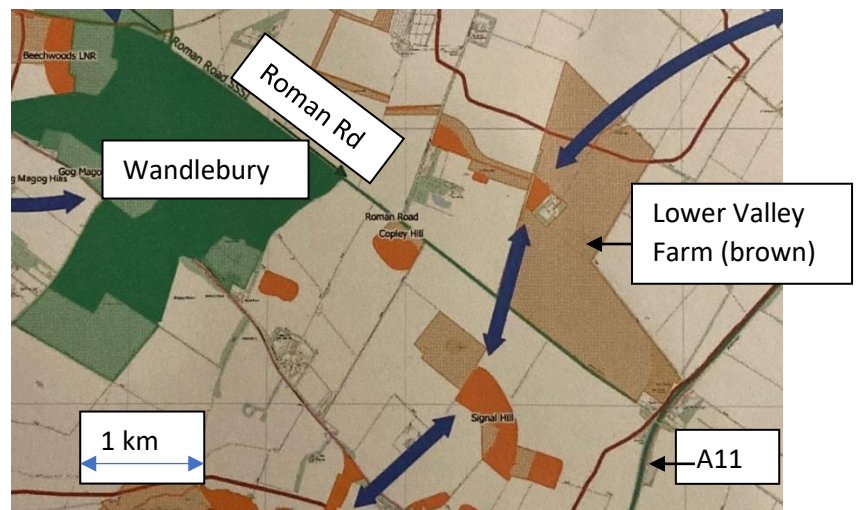 Beechwoods LNR
Roman Road SSSI
Roman Rd
Wandlebury
Gog Mago
g Magog Hills
Roman Road
Copley Hill
Lower Valley
Farm (brown)
Signal Hill
1 km
A11